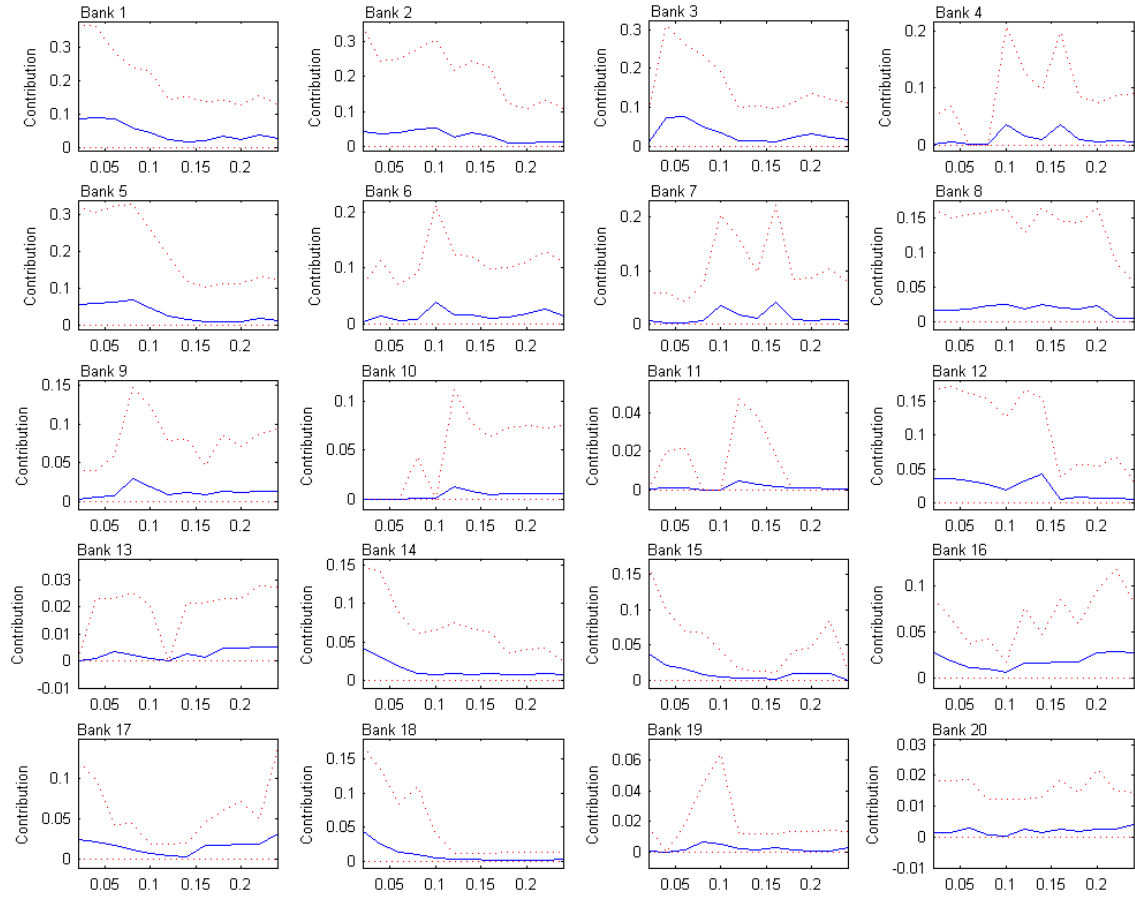 Bank 1
Contribution
0.3
0.2
0.1
0
0.05 0.1 0.15 0.2
Bank 2
0.3
0.2
0.1
0
0.05 0.1 0.15 0.2
Bank 3
Contribution
0.3
0.2
0.1
0
0.05 0.1 0.15 0.2
Bank 4
Contribution
0.2
0.1
0
0.05 0.1 0.15 0.2
Bank 5
Contribution
0.3
0.2
0.1
0
0.05 0.1 0.15 0.2
Bank 6
Contribution
0.2
0.1
0
0.05 0.1 0.15 0.2
Bank 7
Contribution
0.2
0.1
0
0.05 0.1 0.15 0.2
Bank 8
Contribution
0.15
0.1
0.05
0
0.05 0.1 0.15 0.2
Bank 9
Contribution
0.15
0.1
0.05
0
0.05 0.1 0.15 0.2
Bank 10
Contribution
0.1
0.05
0
0.05 0.1 0.15 0.2
Bank 11
Contribution
0.04
0.02
0
0.05 0.1 0.15 0.2
Bank 12
Contribution
0.15
0.1
0.05
0
0.05 0.1 0.15 0.2
Bank 13
Contribution
0.03
0.02
0.01
0
-0.01
0.05 0.1 0.15 0.2
Bank 14
Contribution
0.15
0.1
0.05
0
0.05 0.1 0.15 0.2
Bank 15
Contribution
0.15
0.1
0.05
0
0.05 0.1 0.15 0.2
Bank 16
Contribution
0.1
0.05
0
0.05 0.1 0.15 0.2
Bank 17
Contribution
0.1
0.05
0
0.05 0.1 0.15 0.2
Bank 18
Contribution
0.15
0.1
0.05
0
0.05 0.1 0.15 0.2
Bank 19
Contribution
0.06
0.04
0.02
0
0.05 0.1 0.15 0.2
Bank 20
Contribution
0.03
0.02
0.01
0
-0.01
0.05 0.1 0.15 0.2